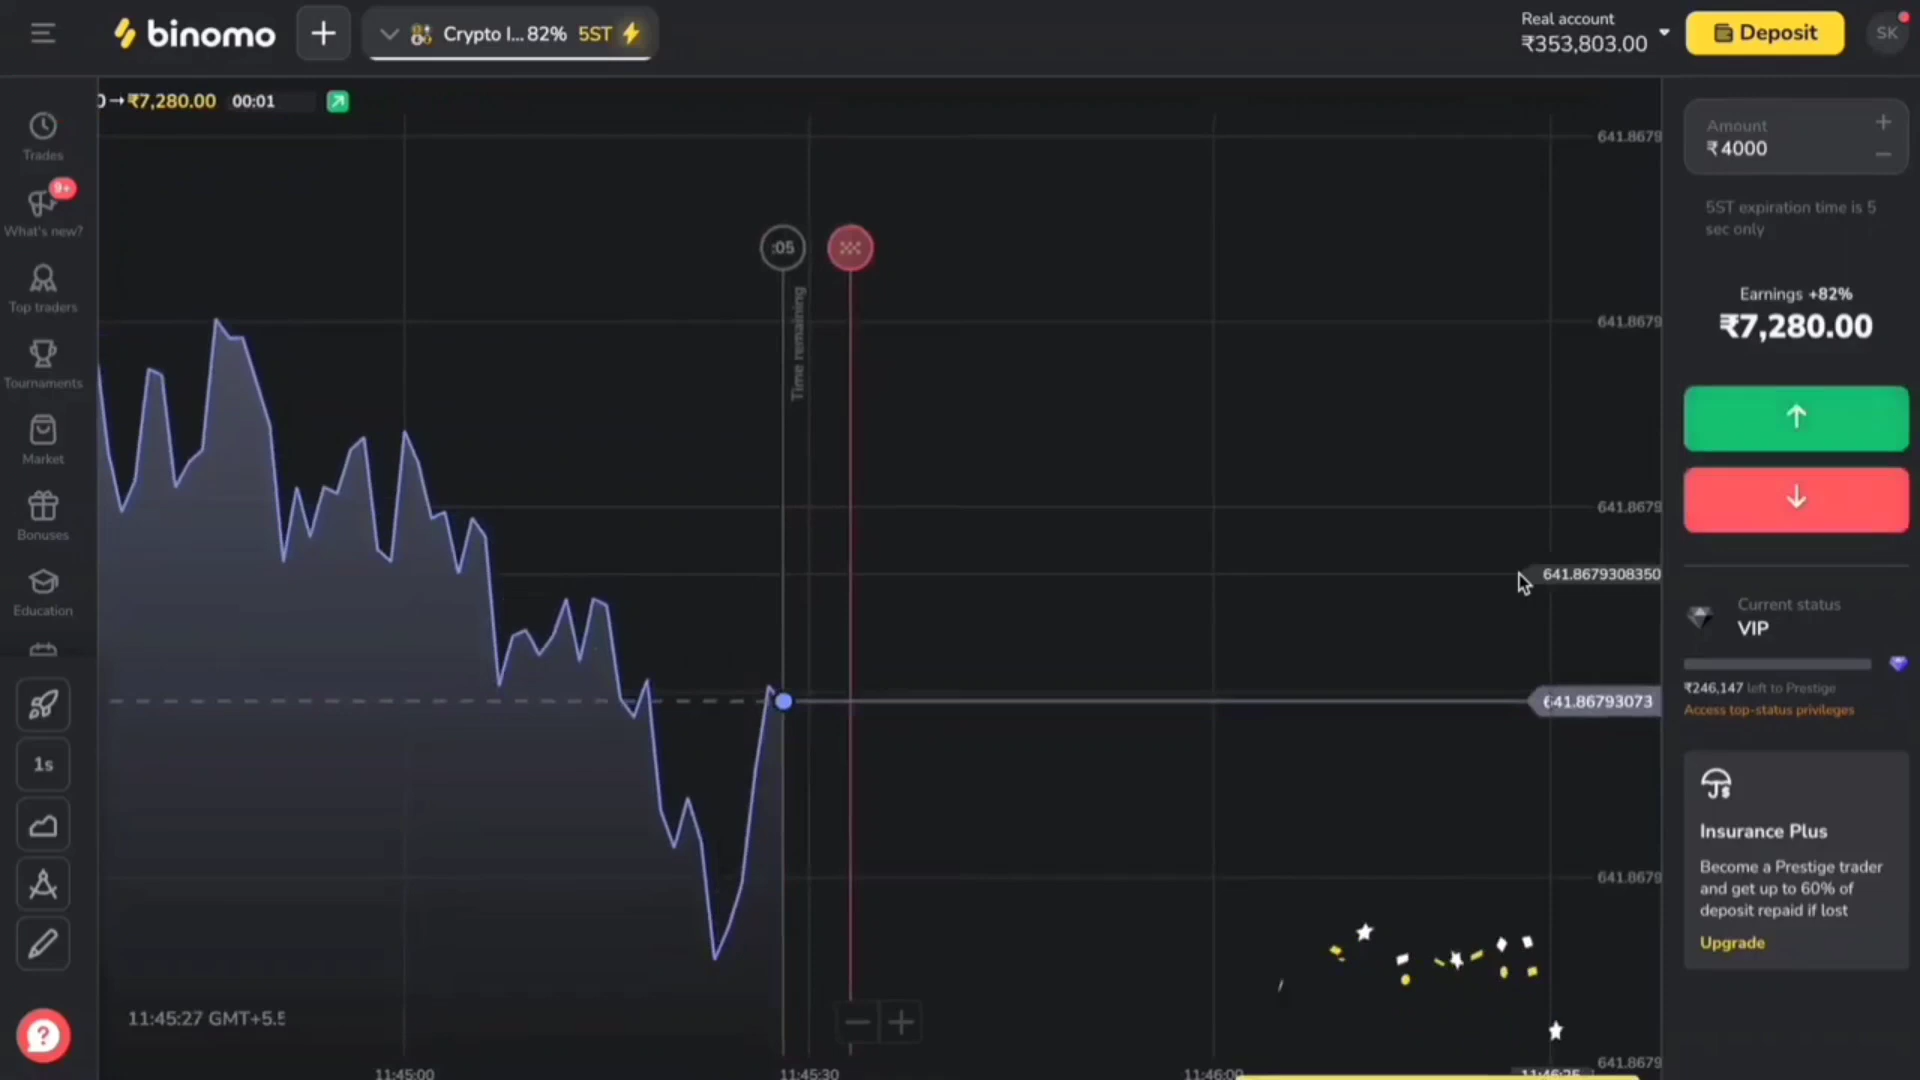 binomo
+
Crypto I... 82% 5ST
Real account
₹353,803.00
Deposit
SK
0→₹7,280.00 00:01
Trades
9+
What's new?
Top traders
Tournaments
Market
Bonuses
Education
1s
?
:05
Time remaining
641.8679
641.8679
641.8679
641.8679308350
641.86793073
641.8679
641.8679
11:45:27 GMT+5.5
11:45:00
11:45:30
11:46:00
Amount
₹4000
5ST expiration time is 5
sec only
Earnings +82%
₹7,280.00
Current status
VIP
₹246,147 left to Prestige
Access top-status privileges
Insurance Plus
Become a Prestige trader
and get up to 60% of
deposit repaid if lost
Upgrade